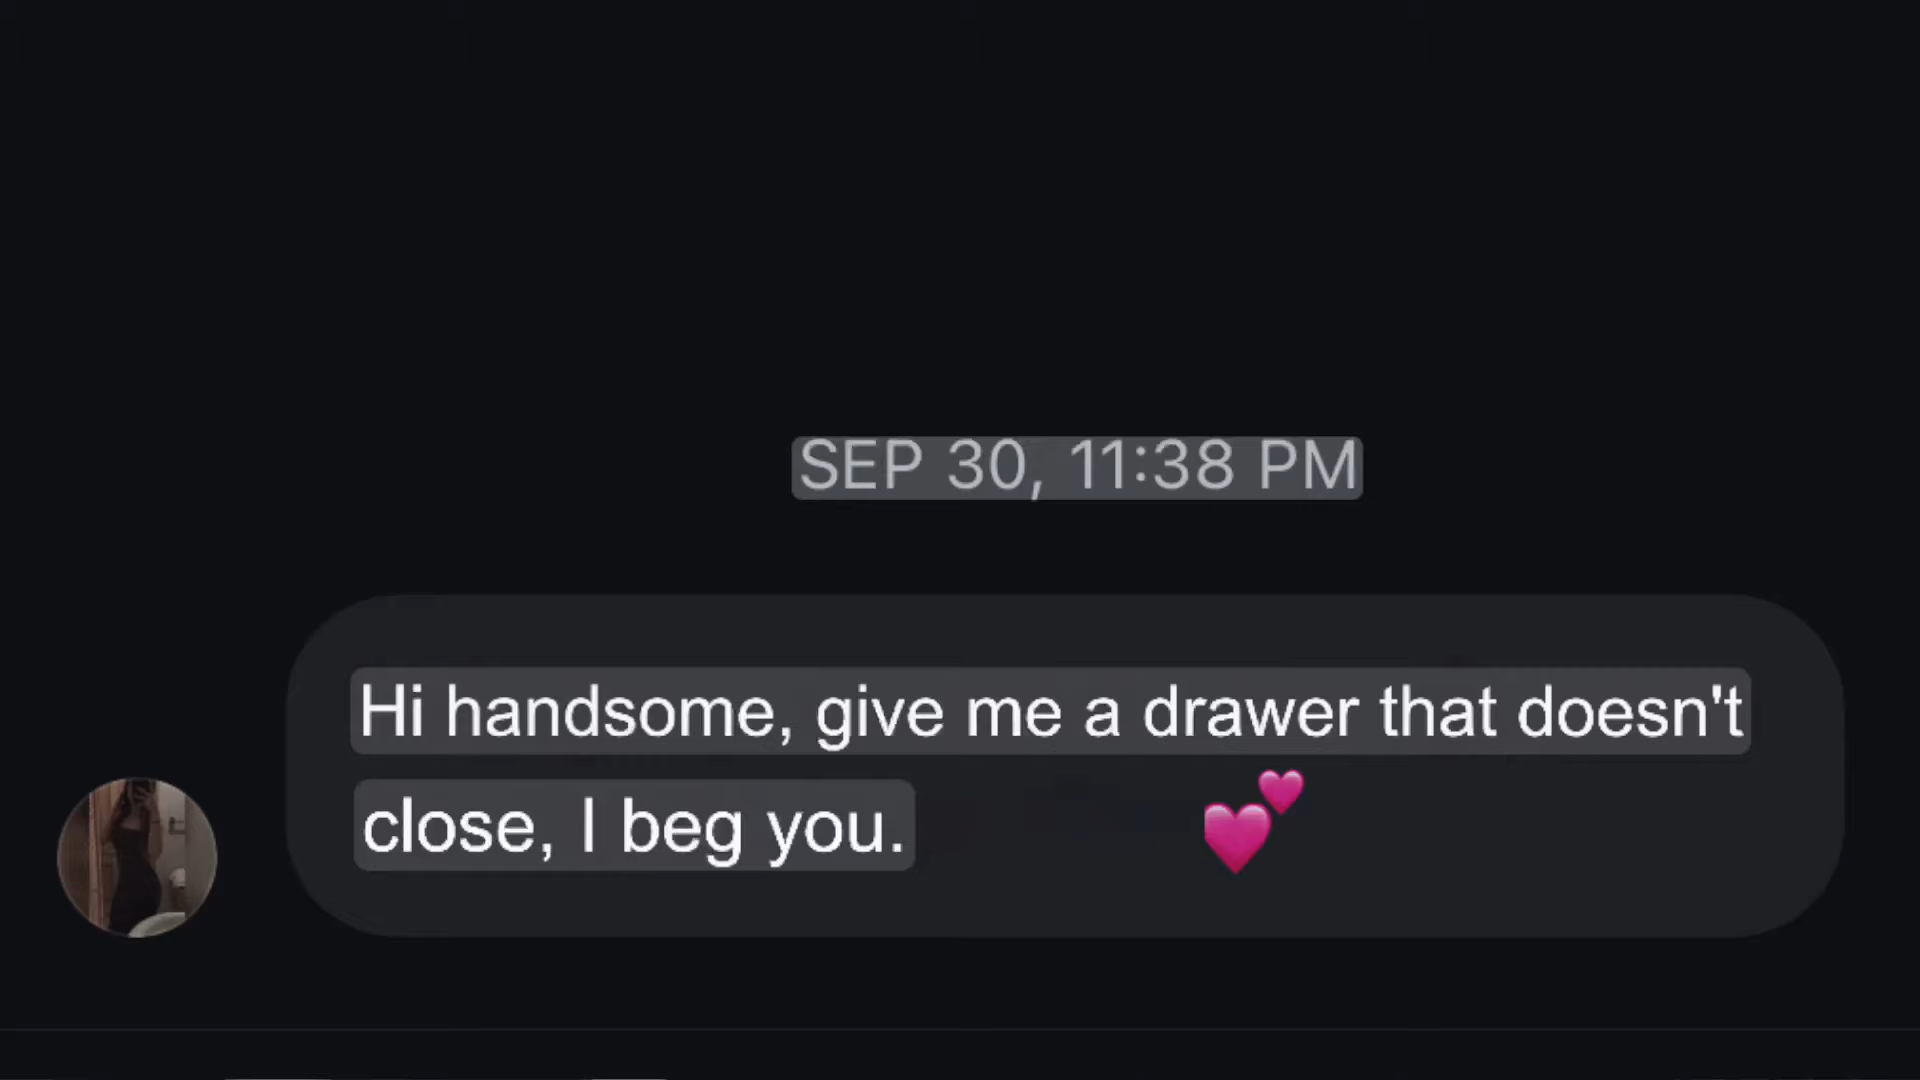 SEP 30, 11:38 PM
Hi handsome, give me a drawer that doesn't
close, I beg you. 💕